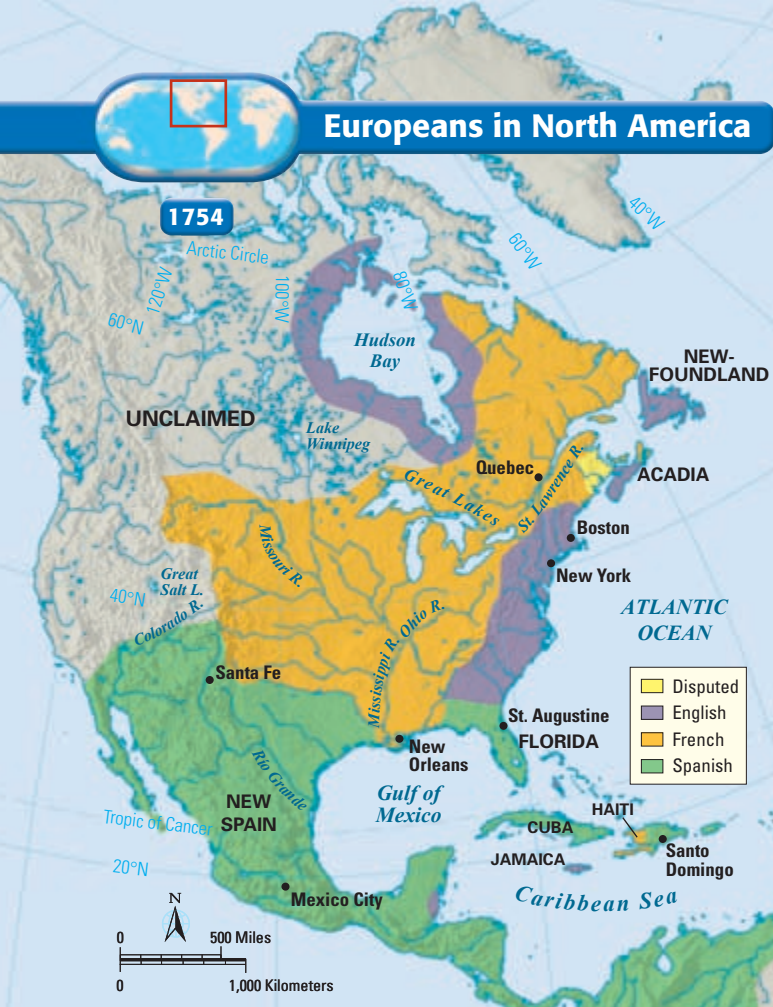 Europeans in North America
1754
Arctic Circle
40°W
60°W
80°W
100°W
120°W
60°N
Hudson
Bay
NEW-
FOUNDLAND
UNCLAIMED
Lake
Winnipeg
Quebec
ACADIA
Great Lakes
St. Lawrence R.
Boston
New York
Missouri R.
Great
Salt L.
40°N
Colorado R.
Ohio R.
Mississippi R.
ATLANTIC
OCEAN
Santa Fe
Disputed
English
French
Spanish
St. Augustine
FLORIDA
New
Orleans
Rio Grande
Gulf of
Mexico
NEW
SPAIN
Tropic of Cancer
HAITI
CUBA
JAMAICA
Santo
Domingo
20°N
Mexico City
Caribbean Sea
N
0
500 Miles
0
1,000 Kilometers